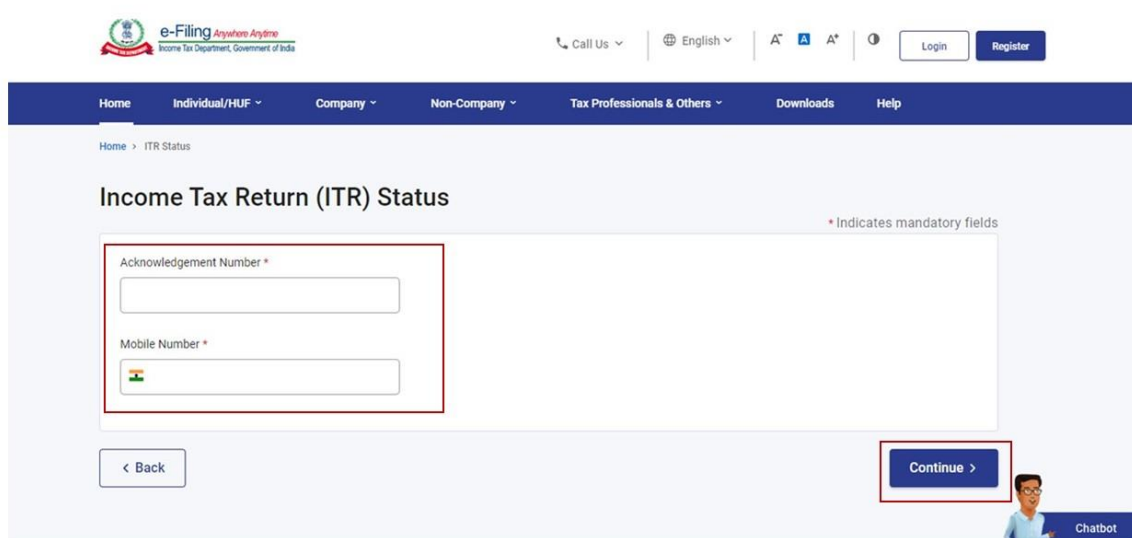 e-Filing Anywhere Anytime
Income Tax Department, Government of India
Call Us English A- A A+ Login Register
Home Individual/HUF Company Non-Company Tax Professionals & Others Downloads Help
Home > ITR Status
Income Tax Return (ITR) Status
* Indicates mandatory fields
Acknowledgement Number *
Mobile Number *
< Back Continue >
Chatbot